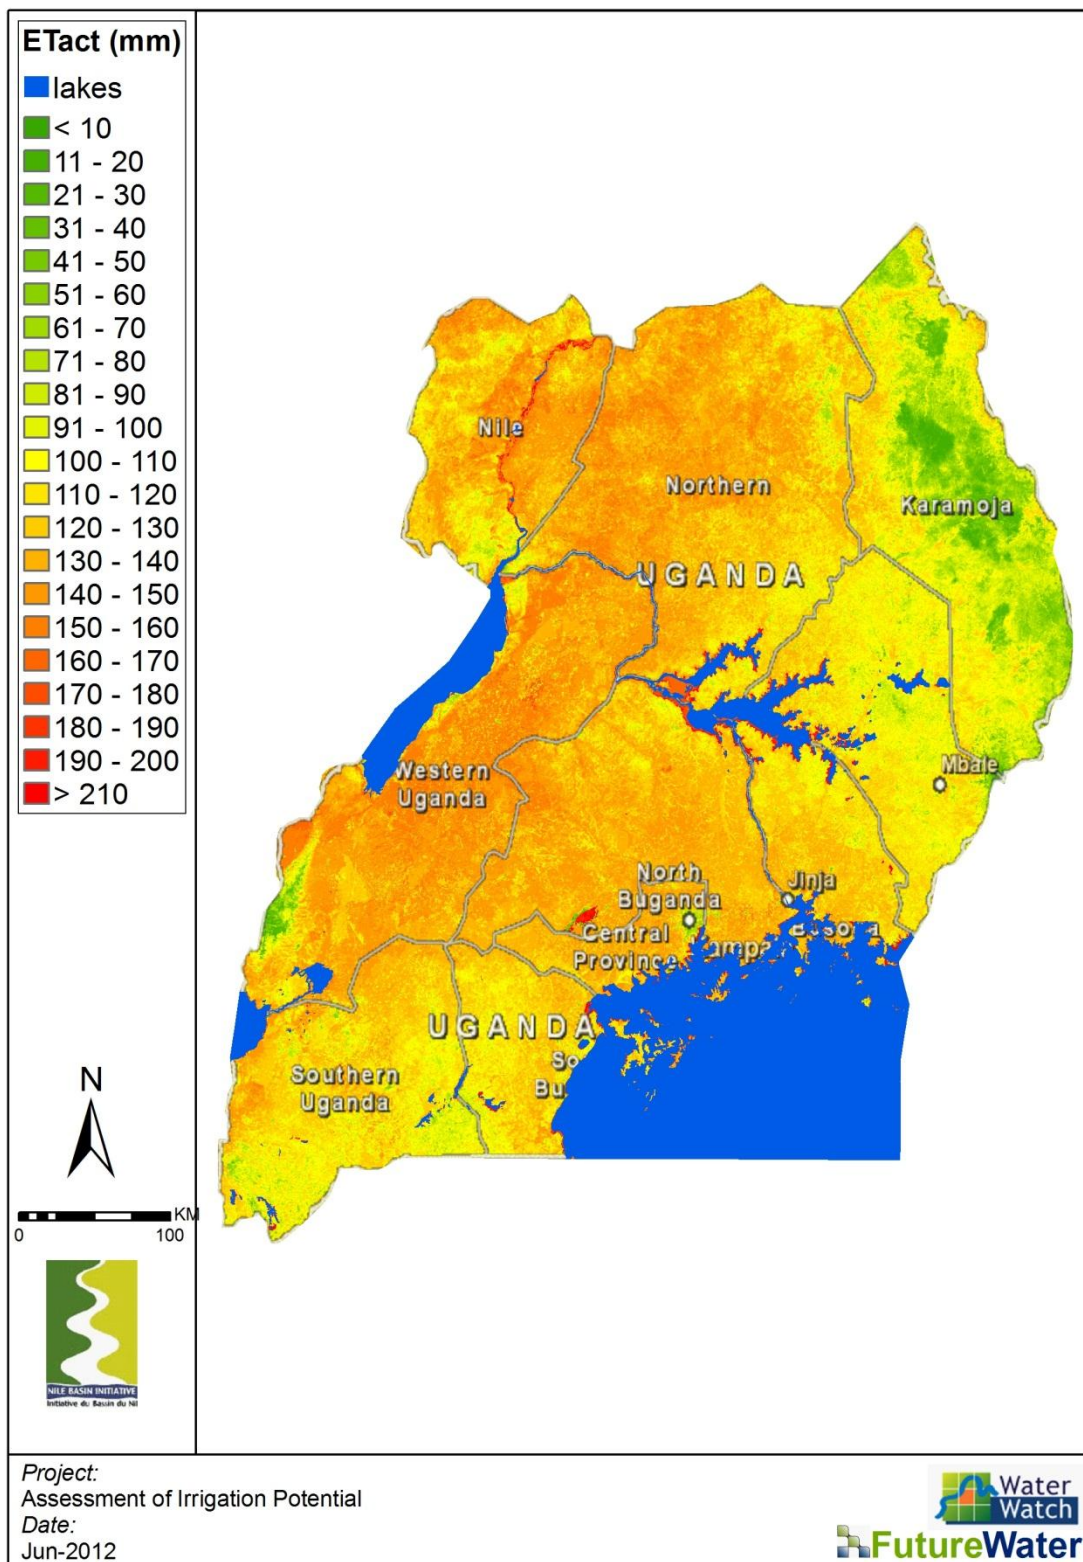 ETact (mm)
lakes
< 10
11 - 20
21 - 30
31 - 40
41 - 50
51 - 60
61 - 70
71 - 80
81 - 90
91 - 100
100 - 110
110 - 120
120 - 130
130 - 140
140 - 150
150 - 160
160 - 170
170 - 180
180 - 190
190 - 200
> 210
Nile
Northern
Karamoja
UGANDA
Western
Uganda
Mbale
North
Buganda
Jinja
Central
Province
UGANDA
Southern
Uganda
So
Bu
N
KM
0
100
NILE BASIN INITIATIVE
Initiative du Bassin du Nil
Project:
Assessment of Irrigation Potential
Date:
Jun-2012
Water
Watch
FutureWater